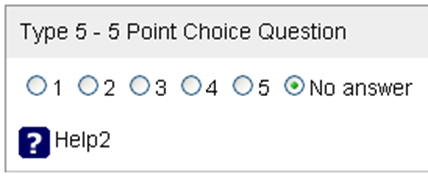 Type 5 - 5 Point Choice Question
1 2 3 4 5 No answer
? Help2